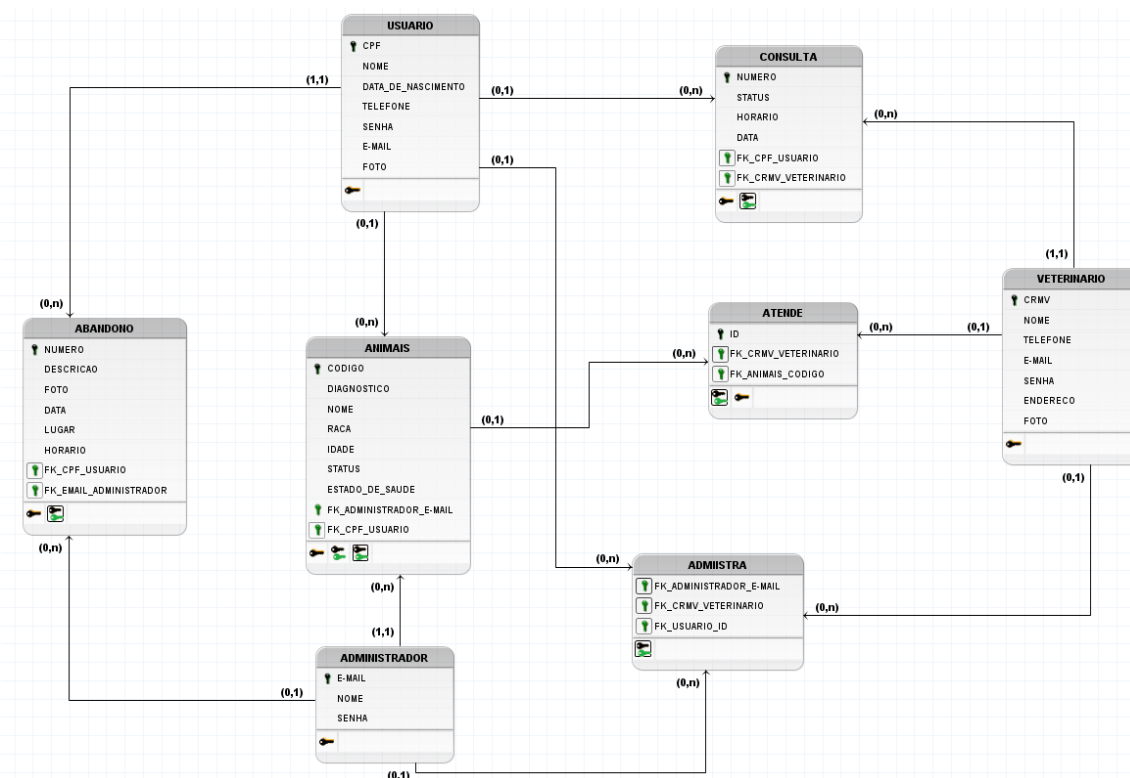 USUARIO
CPF
NOME
DATA_DE_NASCIMENTO
TELEFONE
SENHA
E-MAIL
FOTO
(1,1)
(0,1)
(0,n)
(0,1)
(0,1)
CONSULTA
NUMERO
STATUS
HORARIO
DATA
FK_CPF_USUARIO
FK_CRMV_VETERINARIO
(0,n)
(1,1)
VETERINARIO
CRMV
NOME
TELEFONE
E-MAIL
SENHA
ENDERECO
FOTO
(0,1)
(0,n)
ABANDONO
NUMERO
DESCRICAO
FOTO
DATA
LUGAR
HORARIO
FK_CPF_USUARIO
FK_EMAIL_ADMINISTRADOR
(0,n)
(0,n)
ANIMAIS
CODIGO
DIAGNOSTICO
NOME
RACA
IDADE
STATUS
ESTADO_DE_SAUDE
FK_ADMINISTRADOR_E-MAIL
FK_CPF_USUARIO
(0,1)
(0,n)
(0,n)
ATENDE
ID
FK_CRMV_VETERINARIO
FK_ANIMAIS_CODIGO
(0,n)
(0,1)
(0,n)
ADMIISTRA
FK_ADMINISTRADOR_E-MAIL
FK_CRMV_VETERINARIO
FK_USUARIO_ID
(0,n)
(0,n)
(1,1)
ADMINISTRADOR
E-MAIL
NOME
SENHA
(0,1)
(0,1)